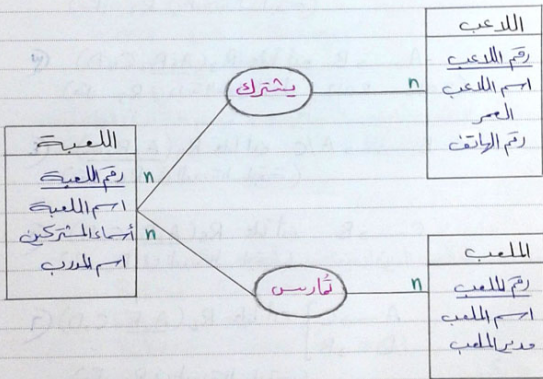 اللاعب
رقم اللاعب
اسم اللاعب
العمر
رقم الهاتف
يشترك
n
اللعبة
رقم اللعبة
اسم اللعبة
أسماء المشتركين
اسم المدرب
n
n
تمارس
n
الملعب
رقم الملعب
اسم الملعب
مدير الملعب